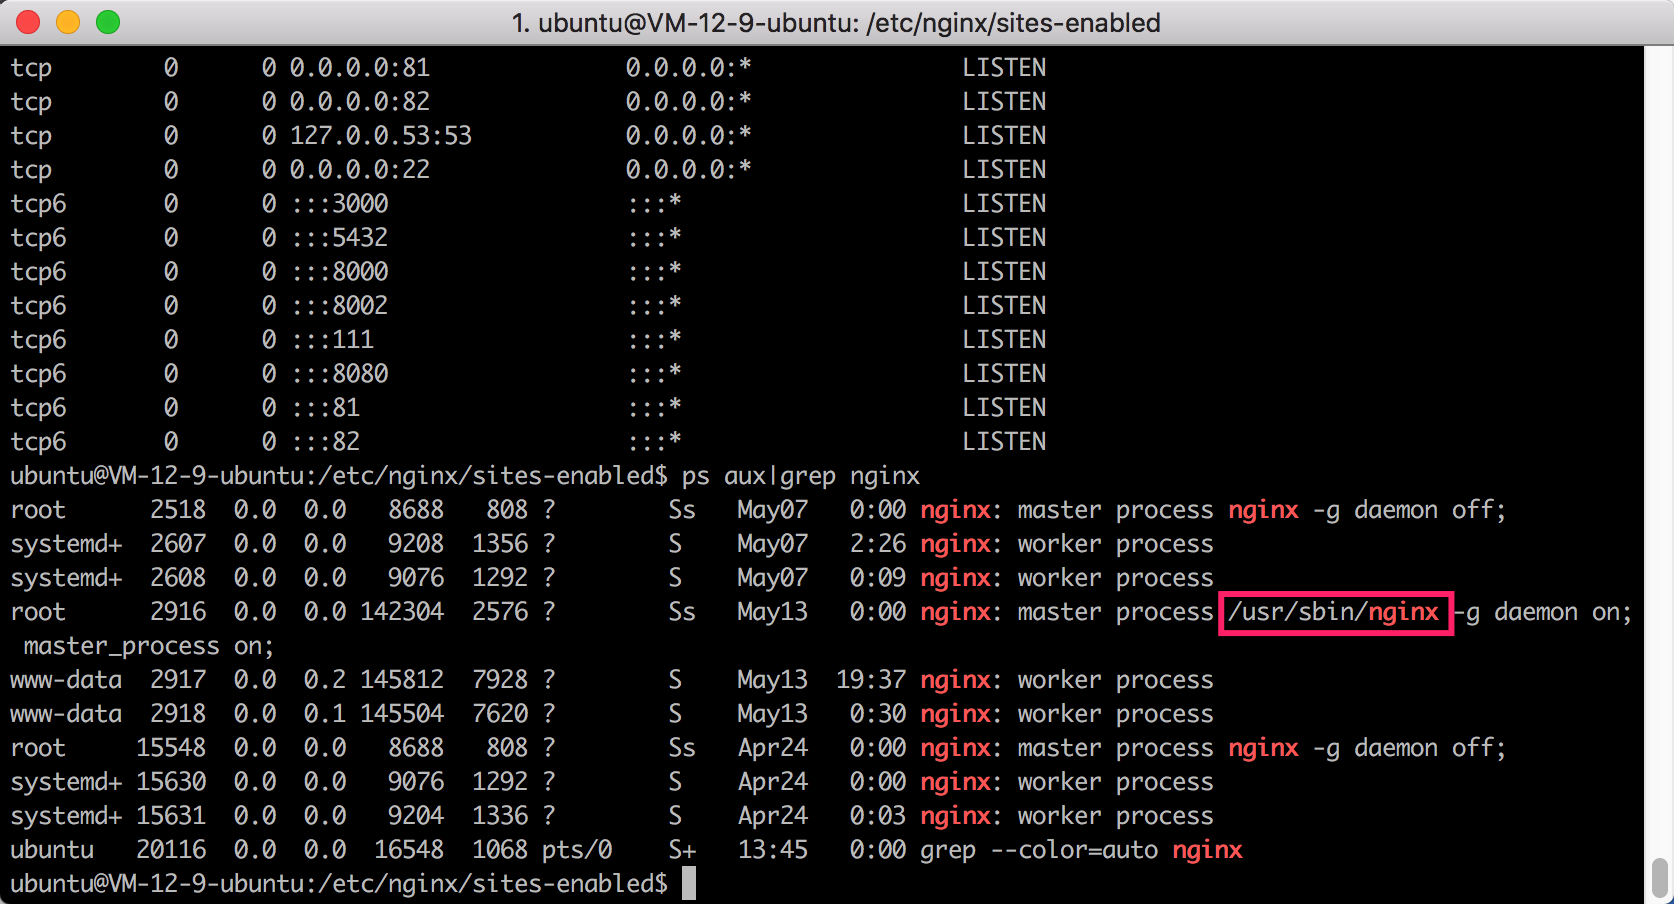 1. ubuntu@VM-12-9-ubuntu: /etc/nginx/sites-enabled
tcp        0      0 0.0.0.0:81              0.0.0.0:*               LISTEN
tcp        0      0 0.0.0.0:82              0.0.0.0:*               LISTEN
tcp        0      0 127.0.0.53:53           0.0.0.0:*               LISTEN
tcp        0      0 0.0.0.0:22              0.0.0.0:*               LISTEN
tcp6       0      0 :::3000                 :::*                    LISTEN
tcp6       0      0 :::5432                 :::*                    LISTEN
tcp6       0      0 :::8000                 :::*                    LISTEN
tcp6       0      0 :::8002                 :::*                    LISTEN
tcp6       0      0 :::111                  :::*                    LISTEN
tcp6       0      0 :::8080                 :::*                    LISTEN
tcp6       0      0 :::81                   :::*                    LISTEN
tcp6       0      0 :::82                   :::*                    LISTEN
ubuntu@VM-12-9-ubuntu:/etc/nginx/sites-enabled$ ps aux|grep nginx
root      2518  0.0  0.0   8688   808 ?        Ss   May07   0:00 nginx: master process nginx -g daemon off;
systemd+  2607  0.0  0.0   9208  1356 ?        S    May07   2:26 nginx: worker process
systemd+  2608  0.0  0.0   9076  1292 ?        S    May07   0:09 nginx: worker process
root      2916  0.0  0.0 142304  2576 ?        Ss   May13   0:00 nginx: master process /usr/sbin/nginx -g daemon on;
 master_process on;
www-data  2917  0.0  0.2 145812  7928 ?        S    May13  19:37 nginx: worker process
www-data  2918  0.0  0.1 145504  7620 ?        S    May13   0:30 nginx: worker process
root     15548  0.0  0.0   8688   808 ?        Ss   Apr24   0:00 nginx: master process nginx -g daemon off;
systemd+ 15630  0.0  0.0   9076  1292 ?        S    Apr24   0:00 nginx: worker process
systemd+ 15631  0.0  0.0   9204  1336 ?        S    Apr24   0:03 nginx: worker process
ubuntu   20116  0.0  0.0  16548  1068 pts/0    S+   13:45   0:00 grep --color=auto nginx
ubuntu@VM-12-9-ubuntu:/etc/nginx/sites-enabled$